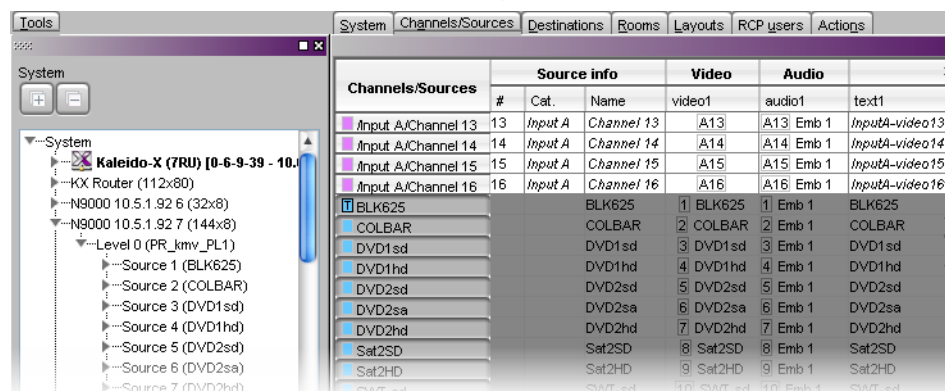 Tools
System Channels/Sources Destinations Rooms Layouts RCP users Actions
System
System
Kaleido-X (7RU) [0-6-9-39 - 10.
KX Router (112x80)
N9000 10.5.1.92 6 (32x8)
N9000 10.5.1.92 7 (144x8)
Level 0 (PR_kmv_PL1)
Source 1 (BLK625)
Source 2 (COLBAR)
Source 3 (DVD1sd)
Source 4 (DVD1hd)
Source 5 (DVD2sd)
Source 6 (DVD2sa)
Source 7 (DVD2hd)
Channels/Sources Source info Video Audio
# Cat. Name video1 audio1 text1
/Input A/Channel 13 13 Input A Channel 13 A13 A13 Emb 1 InputA-video13
/Input A/Channel 14 14 Input A Channel 14 A14 A14 Emb 1 InputA-video14
/Input A/Channel 15 15 Input A Channel 15 A15 A15 Emb 1 InputA-video15
/Input A/Channel 16 16 Input A Channel 16 A16 A16 Emb 1 InputA-video16
T BLK625 BLK625 1 BLK625 1 Emb 1 BLK625
COLBAR COLBAR 2 COLBAR 2 Emb 1 COLBAR
DVD1sd DVD1sd 3 DVD1sd 3 Emb 1 DVD1sd
DVD1hd DVD1hd 4 DVD1hd 4 Emb 1 DVD1hd
DVD2sd DVD2sd 5 DVD2sd 5 Emb 1 DVD2sd
DVD2sa DVD2sa 6 DVD2sa 6 Emb 1 DVD2sa
DVD2hd DVD2hd 7 DVD2hd 7 Emb 1 DVD2hd
Sat2SD Sat2SD 8 Sat2SD 8 Emb 1 Sat2SD
Sat2HD Sat2HD 9 Sat2HD 9 Emb 1 Sat2HD